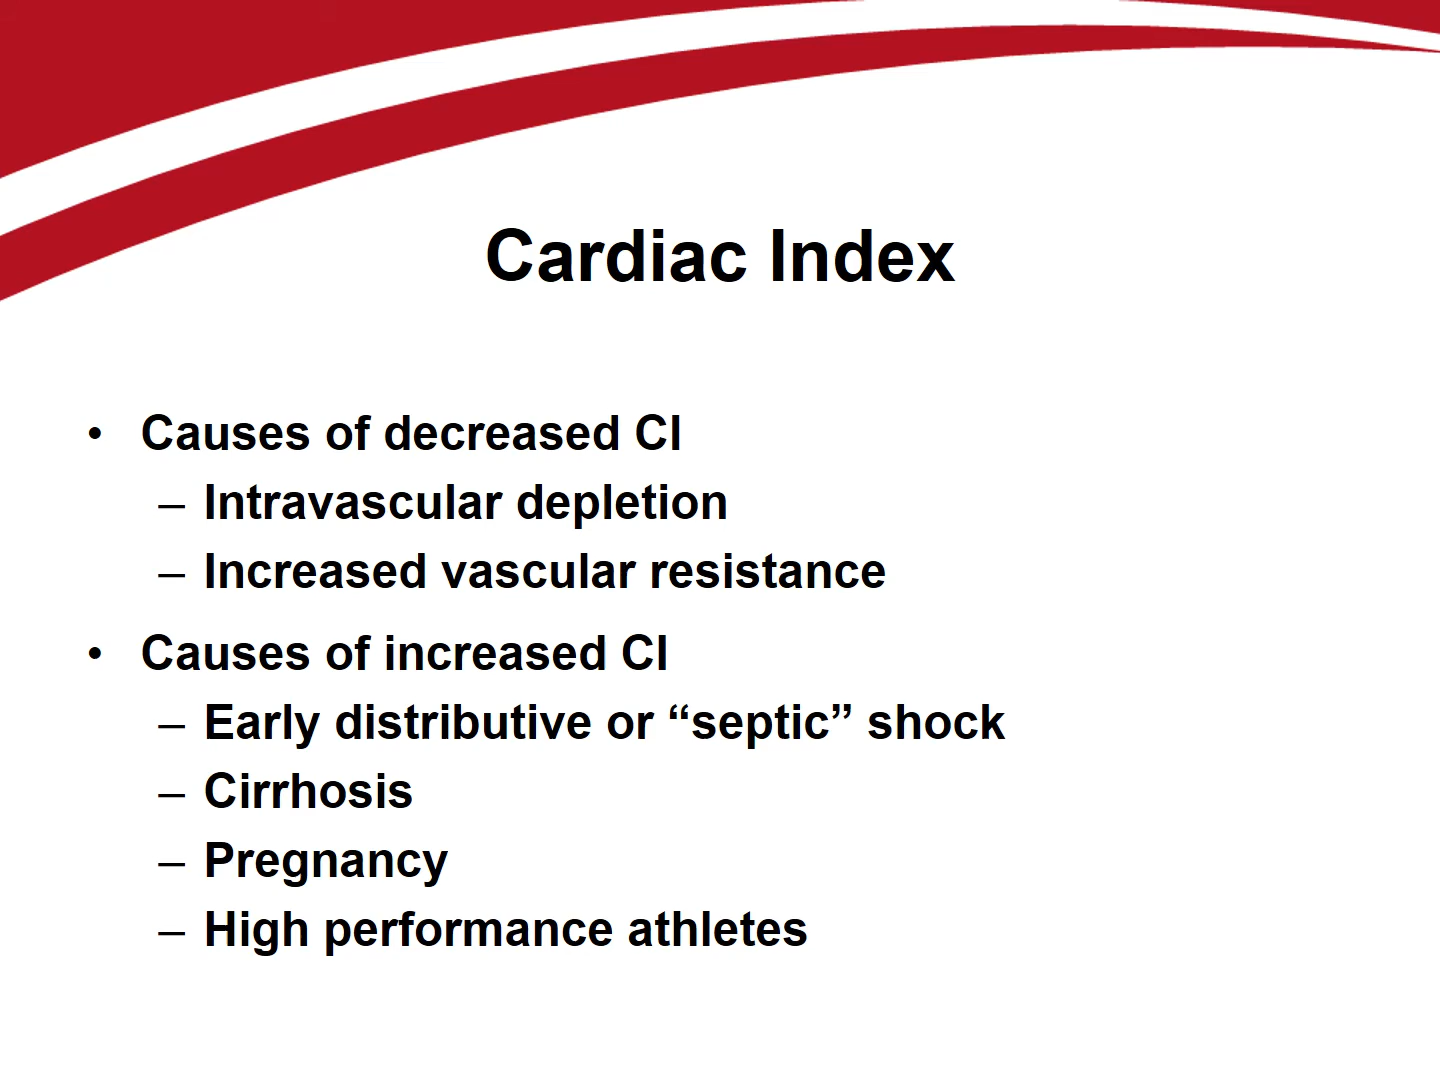 Cardiac Index
• Causes of decreased CI
– Intravascular depletion
– Increased vascular resistance
• Causes of increased CI
– Early distributive or “septic” shock
– Cirrhosis
– Pregnancy
– High performance athletes